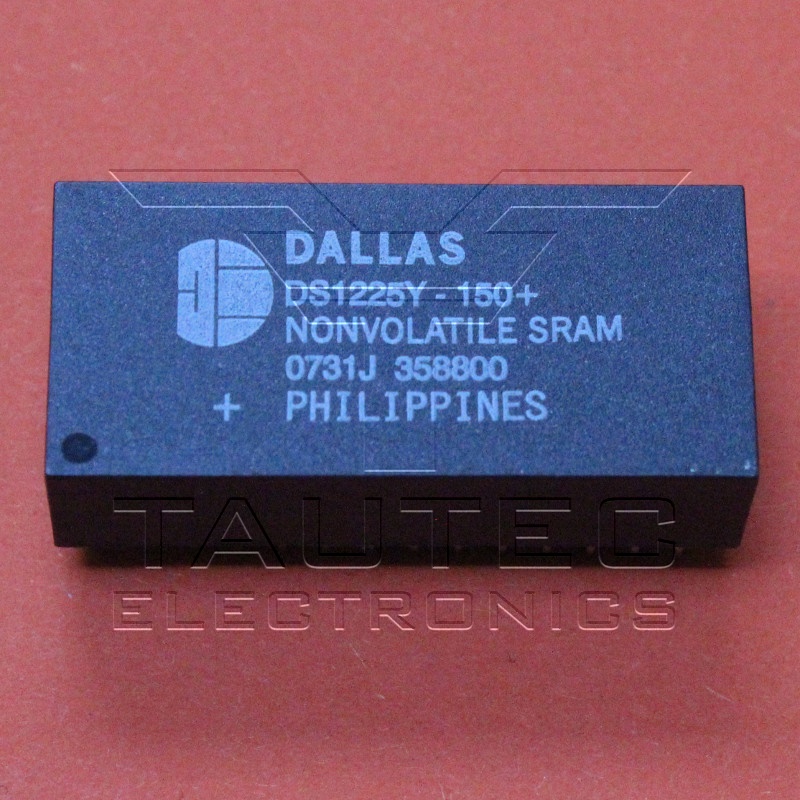 DALLAS
DS1225Y-150+
NONVOLATILE SRAM
0731J 358800
+ PHILIPPINES
TAUTEC
ELECTRONICS